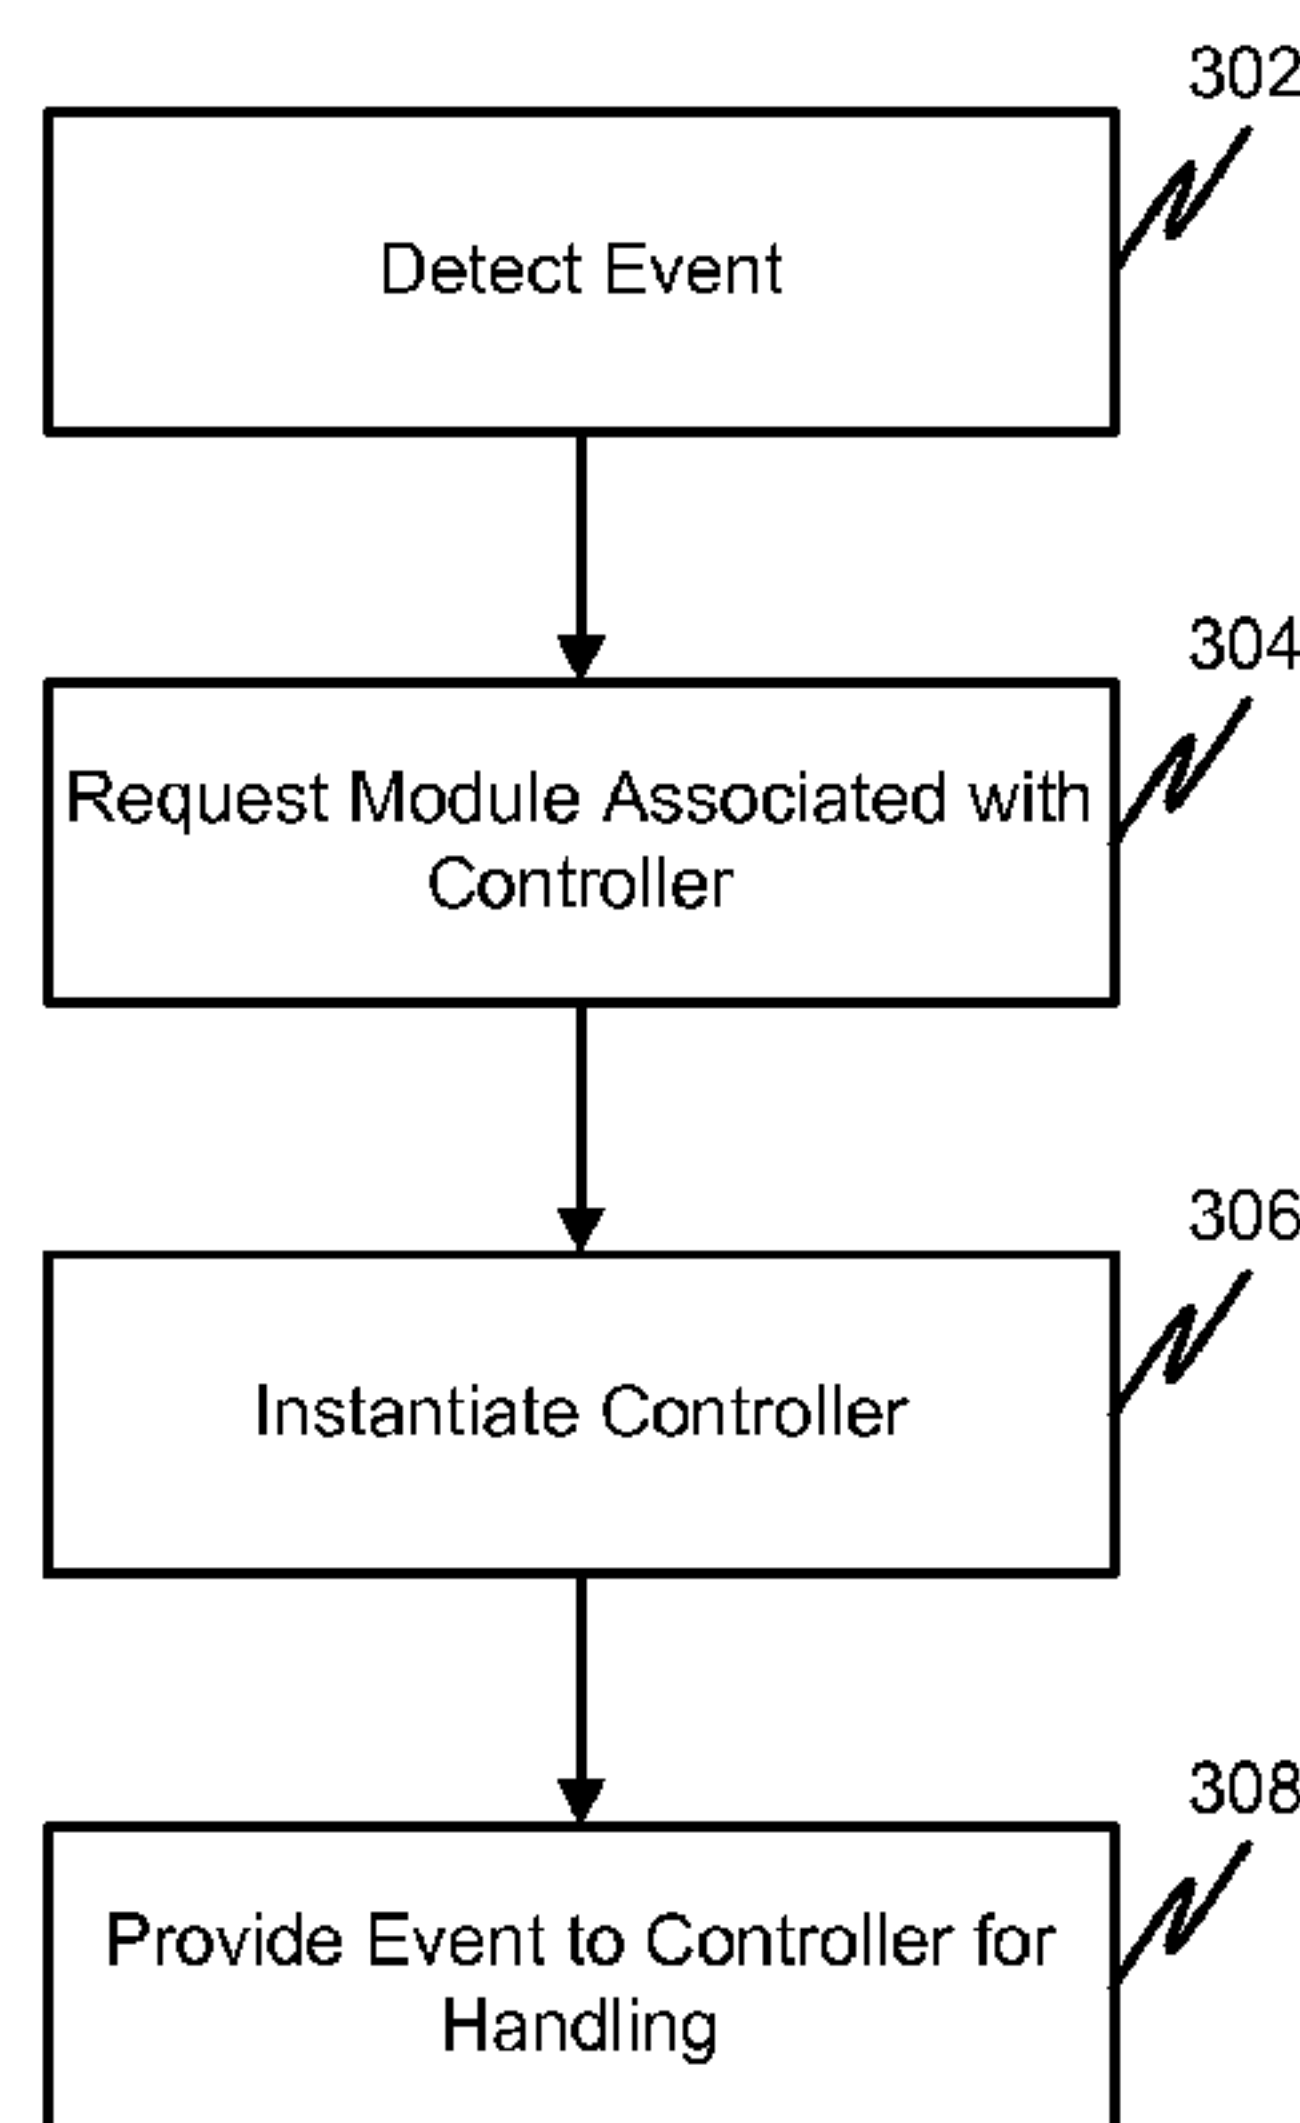 302
Detect Event
304
Request Module Associated with
Controller
306
Instantiate Controller
308
Provide Event to Controller for
Handling